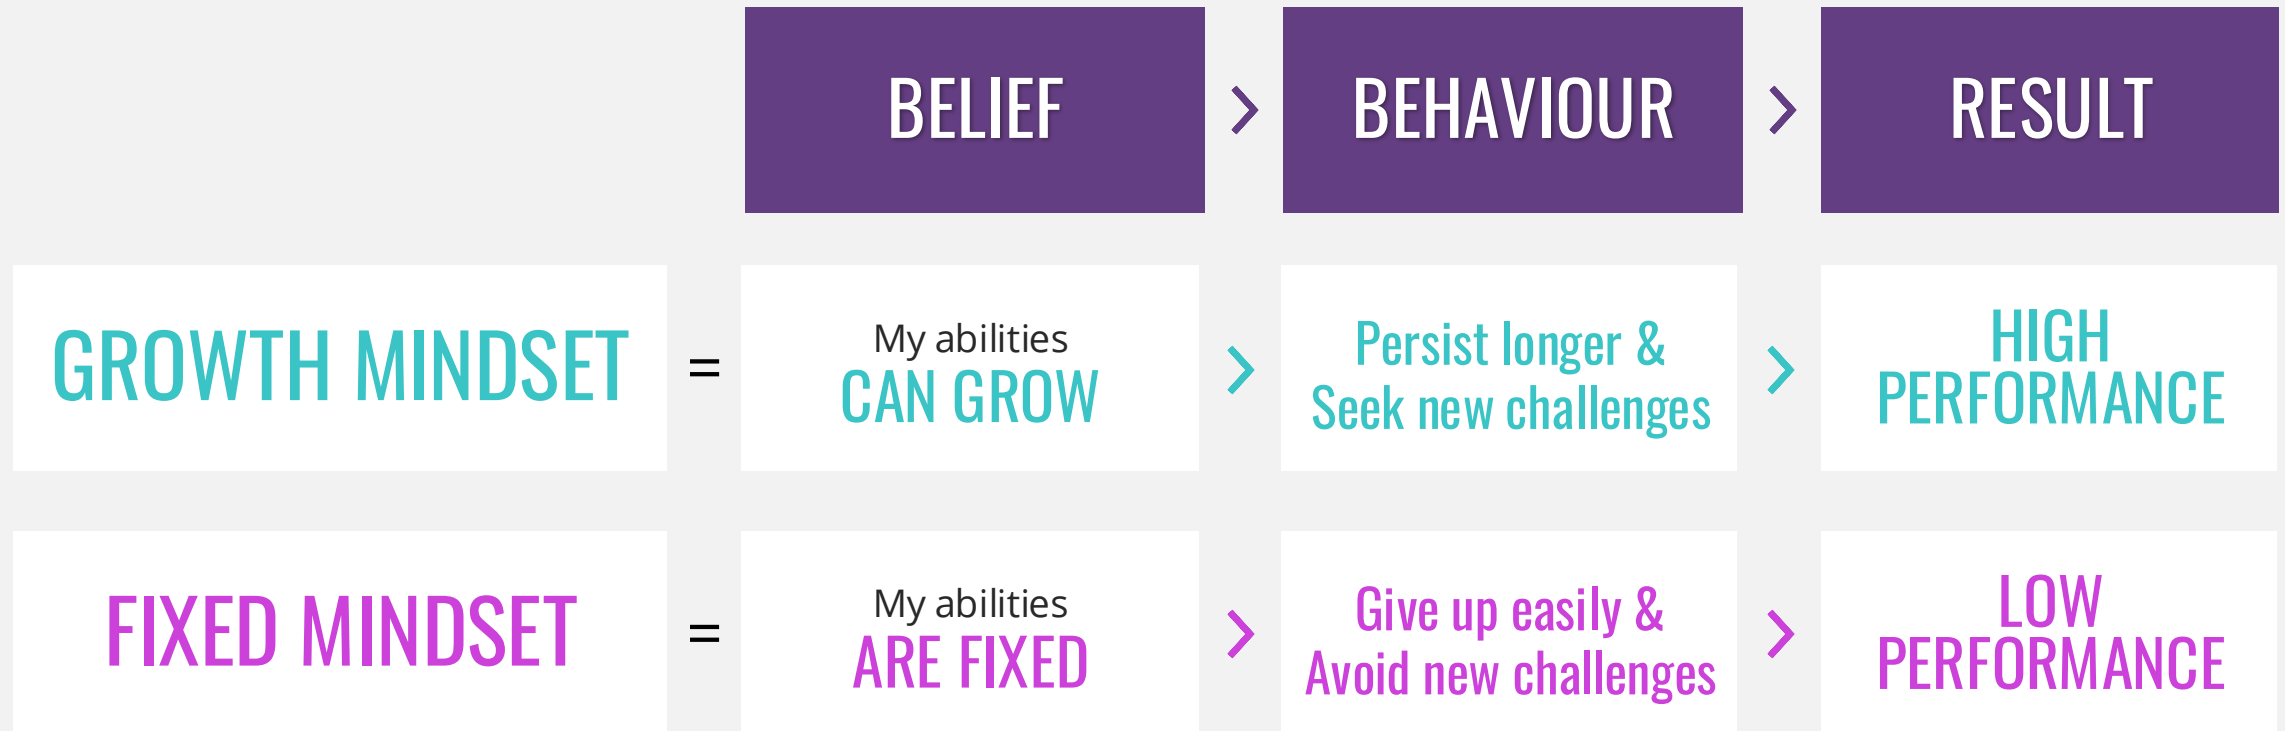 BELIEF > BEHAVIOUR > RESULT
GROWTH MINDSET = My abilities
CAN GROW > Persist longer &
Seek new challenges > HIGH
PERFORMANCE
FIXED MINDSET = My abilities
ARE FIXED > Give up easily &
Avoid new challenges > LOW
PERFORMANCE